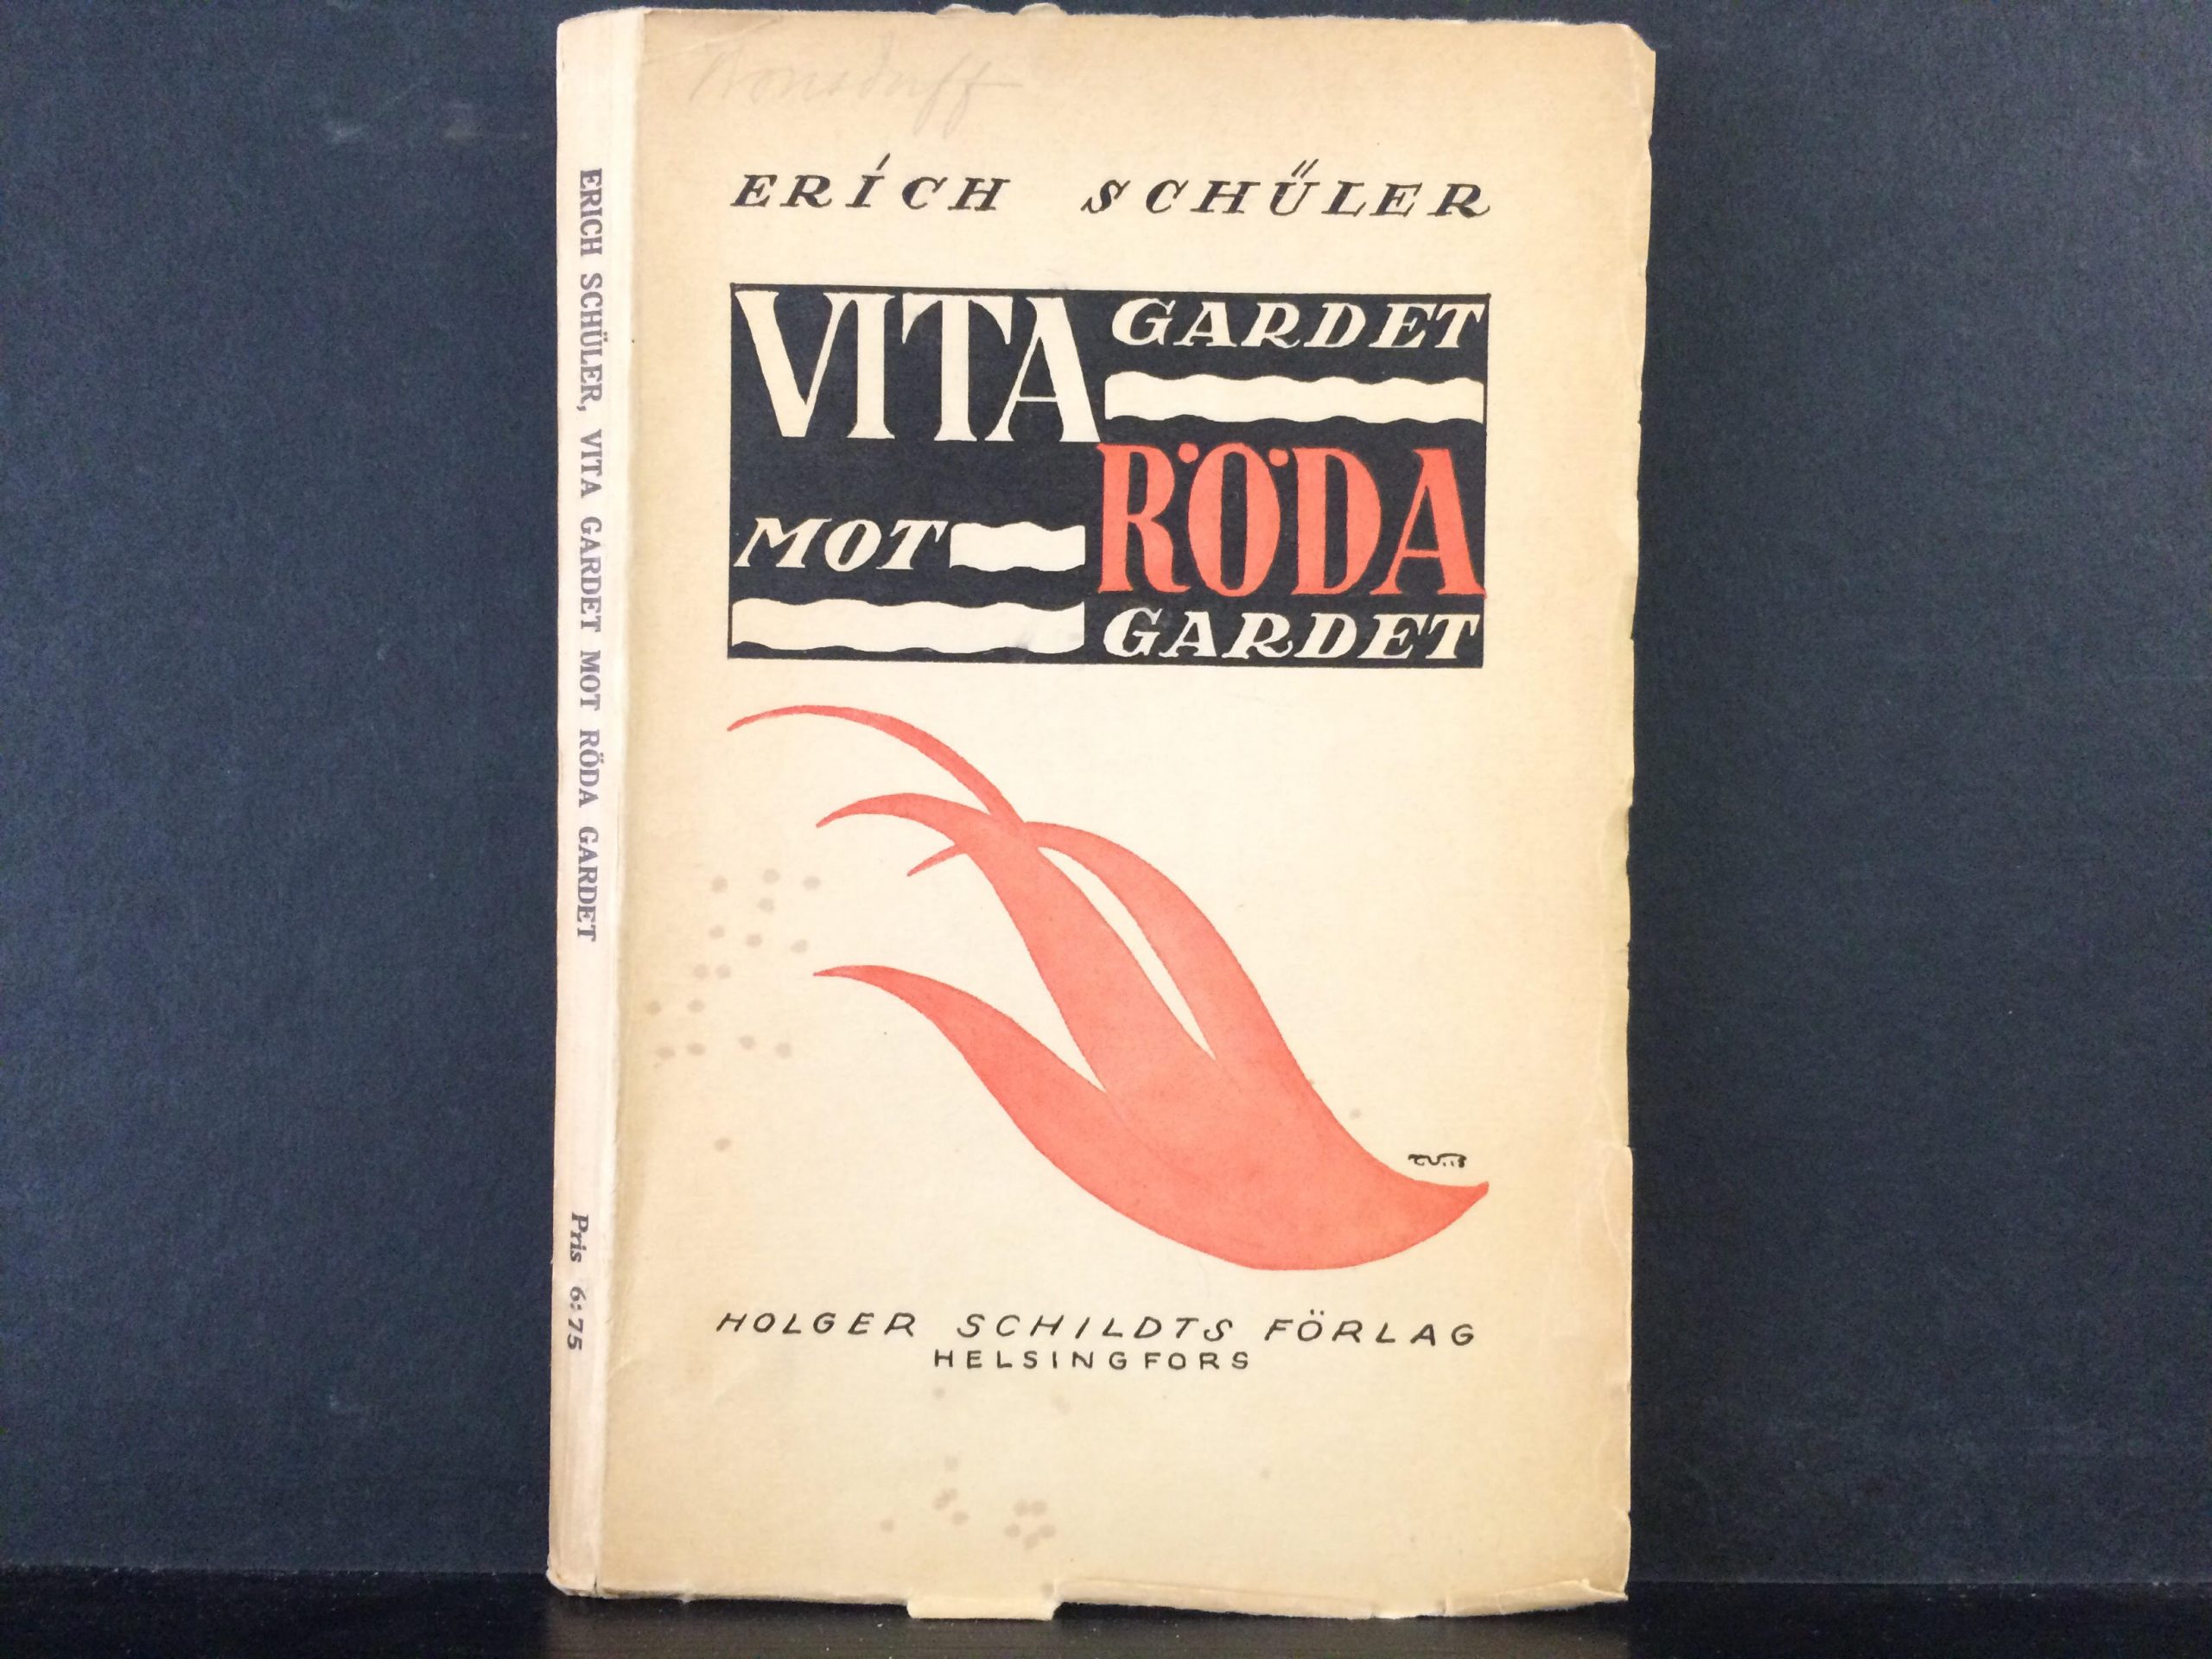 ERICH SCHÜLER
VITA GARDET
MOT RÖDA
GARDET
HOLGER SCHILDTS FÖRLAG
HELSINGFORS
ERICH SCHÜLER, VITA GARDET MOT RÖDA GARDET
Pris 6:75